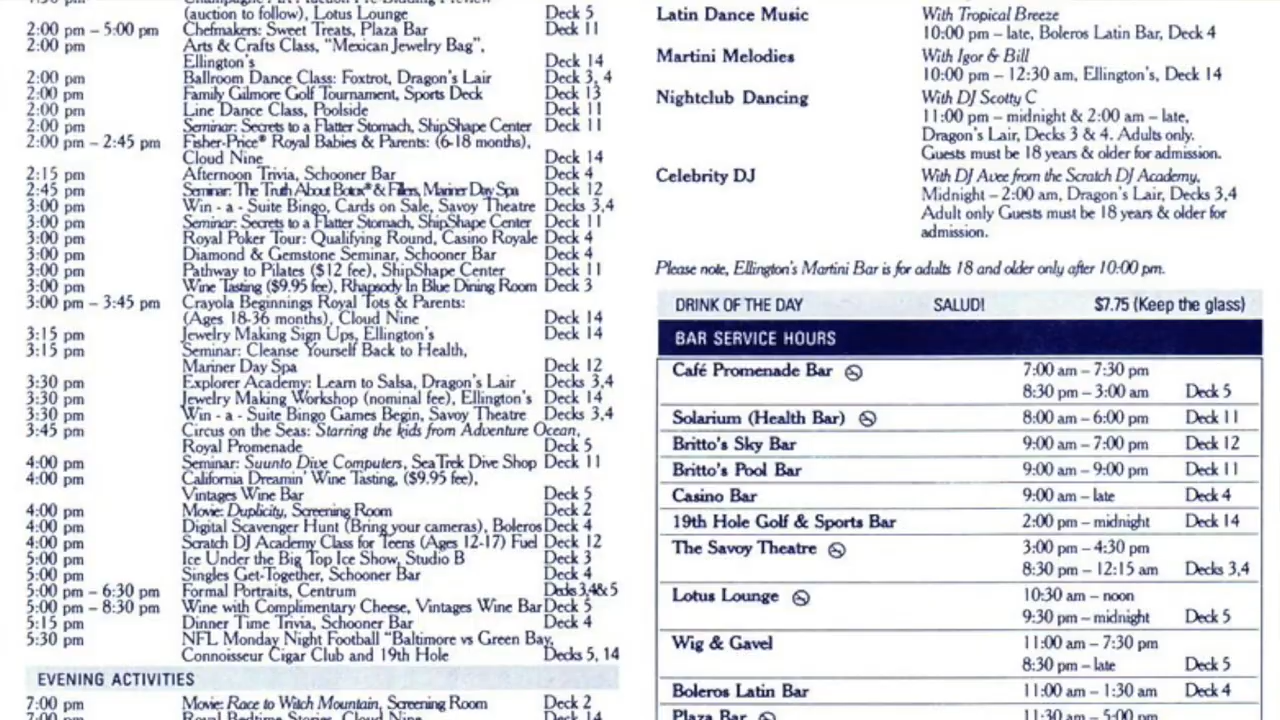 (auction to follow), Lotus Lounge Deck 5
2:00 pm – 5:00 pm Chefmakers: Sweet Treats, Plaza Bar Deck 11
2:00 pm Arts & Crafts Class, “Mexican Jewelry Bag”,
Ellington's Deck 14
2:00 pm Ballroom Dance Class: Foxtrot, Dragon's Lair Deck 3, 4
2:00 pm Family Gilmore Golf Tournament, Sports Deck Deck 13
2:00 pm Line Dance Class, Poolside Deck 11
2:00 pm Seminar: Secrets to a Flatter Stomach, ShipShape Center Deck 11
2:00 pm – 2:45 pm Fisher-Price® Royal Babies & Parents: (6-18 months),
Cloud Nine Deck 14
2:15 pm Afternoon Trivia, Schooner Bar Deck 4
2:45 pm Seminar: The Truth About Botox® & Fillers, Mariner Day Spa Deck 12
3:00 pm Win - a - Suite Bingo, Cards on Sale, Savoy Theatre Decks 3,4
3:00 pm Seminar: Secrets to a Flatter Stomach, ShipShape Center Deck 11
3:00 pm Royal Poker Tour: Qualifying Round, Casino Royale Deck 4
3:00 pm Diamond & Gemstone Seminar, Schooner Bar Deck 4
3:00 pm Pathway to Pilates ($12 fee), ShipShape Center Deck 11
3:00 pm Wine Tasting ($9.95 fee), Rhapsody In Blue Dining Room Deck 3
3:00 pm – 3:45 pm Crayola Beginnings Royal Tots & Parents:
(Ages 18-36 months), Cloud Nine Deck 14
3:15 pm Jewelry Making Sign Ups, Ellington's Deck 14
3:15 pm Seminar: Cleanse Yourself Back to Health,
Mariner Day Spa Deck 12
3:30 pm Explorer Academy: Learn to Salsa, Dragon's Lair Decks 3,4
3:30 pm Jewelry Making Workshop (nominal fee), Ellington's Deck 14
3:30 pm Win - a - Suite Bingo Games Begin, Savoy Theatre Decks 3,4
3:45 pm Circus on the Seas: Starring the kids from Adventure Ocean,
Royal Promenade Deck 5
4:00 pm Seminar: Suunto Dive Computers, SeaTrek Dive Shop Deck 11
4:00 pm California Dreamin' Wine Tasting, ($9.95 fee),
Vintages Wine Bar Deck 5
4:00 pm Movie: Duplicity, Screening Room Deck 2
4:00 pm Digital Scavenger Hunt (Bring your cameras), Boleros Deck 4
4:00 pm Scratch DJ Academy Class for Teens (Ages 12-17) Fuel Deck 12
5:00 pm Ice Under the Big Top Ice Show, Studio B Deck 3
5:00 pm Singles Get-Together, Schooner Bar Deck 4
5:00 pm – 6:30 pm Formal Portraits, Centrum Decks 3,4&5
5:00 pm – 8:30 pm Wine with Complimentary Cheese, Vintages Wine Bar Deck 5
5:15 pm Dinner Time Trivia, Schooner Bar Deck 4
5:30 pm NFL Monday Night Football “Baltimore vs Green Bay,
Connoisseur Cigar Club and 19th Hole Decks 5, 14
EVENING ACTIVITIES
7:00 pm Movie: Race to Witch Mountain, Screening Room Deck 2
7:00 pm Royal Bedtime Stories, Cloud Nine Deck 14
Latin Dance Music With Tropical Breeze
10:00 pm – late, Boleros Latin Bar, Deck 4
Martini Melodies With Igor & Bill
10:00 pm – 12:30 am, Ellington's, Deck 14
Nightclub Dancing With DJ Scotty C
11:00 pm – midnight & 2:00 am – late,
Dragon's Lair, Decks 3 & 4. Adults only.
Guests must be 18 years & older for admission.
Celebrity DJ With DJ Avee from the Scratch DJ Academy,
Midnight – 2:00 am, Dragon's Lair, Decks 3,4
Adult only Guests must be 18 years & older for
admission.
Please note, Ellington's Martini Bar is for adults 18 and older only after 10:00 pm.
DRINK OF THE DAY SALUD! $7.75 (Keep the glass)
BAR SERVICE HOURS
Café Promenade Bar 7:00 am – 7:30 pm
8:30 pm – 3:00 am Deck 5
Solarium (Health Bar) 8:00 am – 6:00 pm Deck 11
Britto's Sky Bar 9:00 am – 7:00 pm Deck 12
Britto's Pool Bar 9:00 am – 9:00 pm Deck 11
Casino Bar 9:00 am – late Deck 4
19th Hole Golf & Sports Bar 2:00 pm – midnight Deck 14
The Savoy Theatre 3:00 pm – 4:30 pm
8:30 pm – 12:15 am Decks 3,4
Lotus Lounge 10:30 am – noon
9:30 pm – midnight Deck 5
Wig & Gavel 11:00 am – 7:30 pm
8:30 pm – late Deck 5
Boleros Latin Bar 11:00 am – 1:30 am Deck 4
Plaza Bar 11:30 am – 5:00 pm